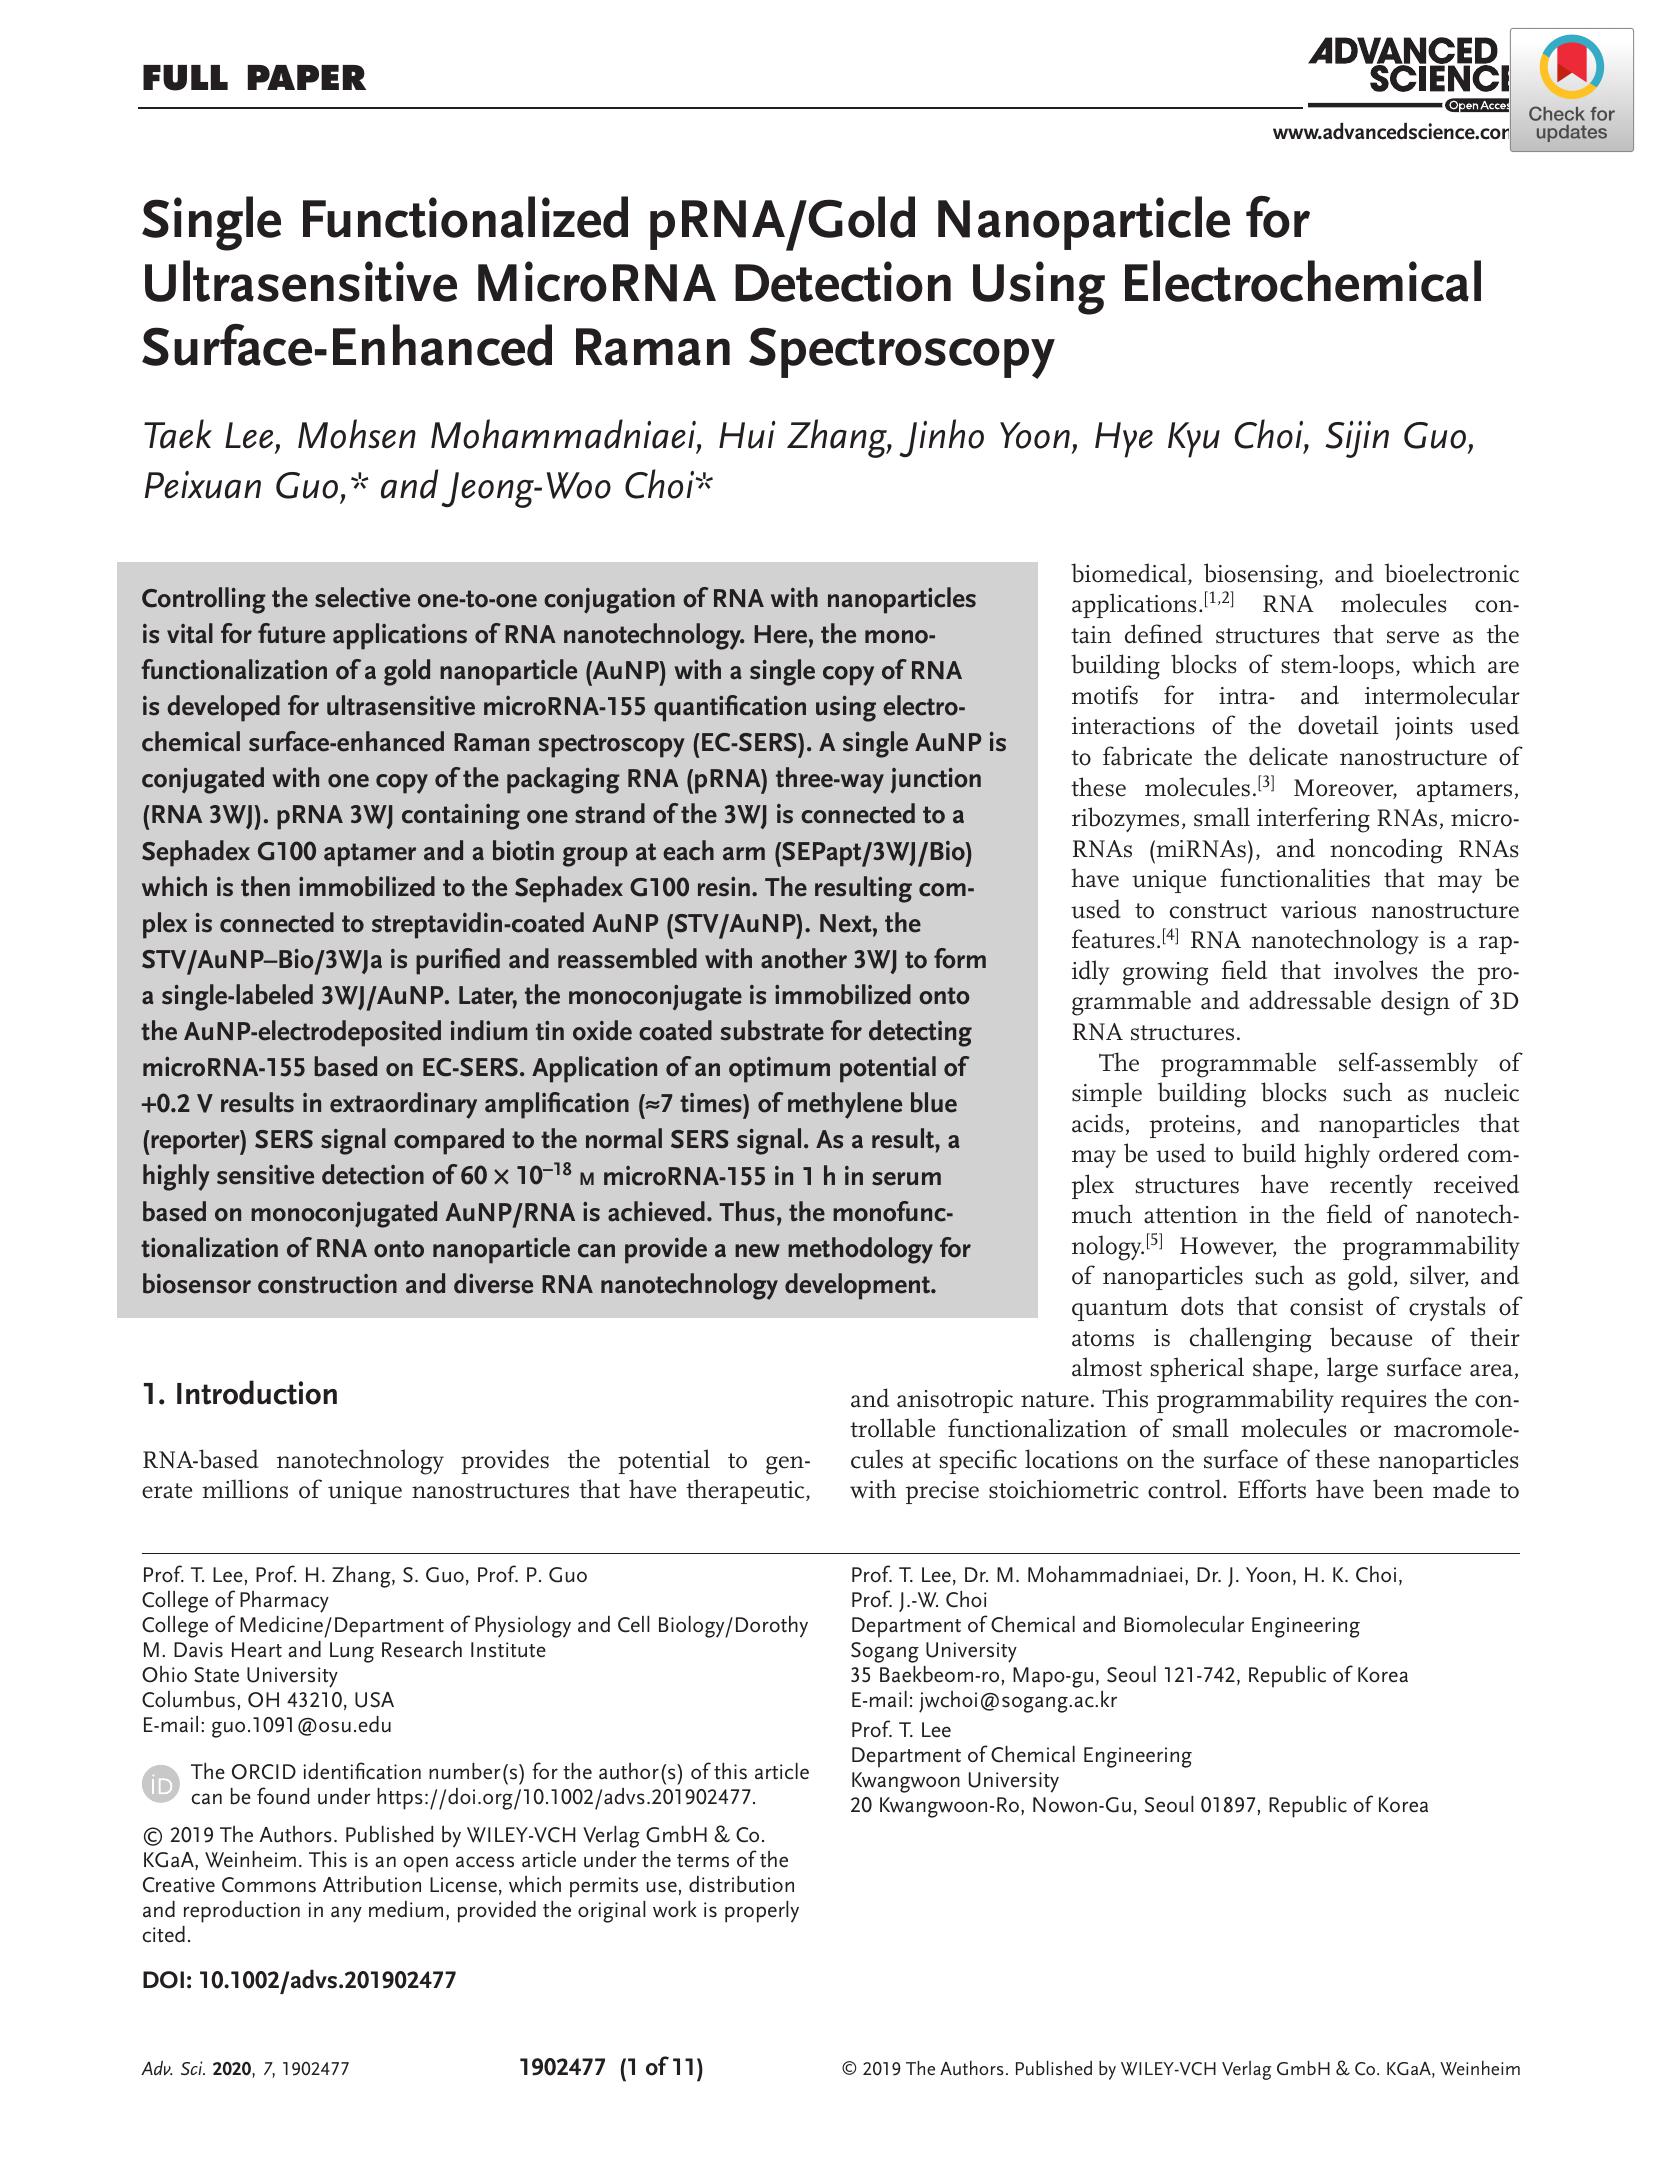 FULL PAPER
ADVANCED
SCIENCE
Open Access
www.advancedscience.com
Check for
updates
Single Functionalized pRNA/Gold Nanoparticle for
Ultrasensitive MicroRNA Detection Using Electrochemical
Surface-Enhanced Raman Spectroscopy
Taek Lee, Mohsen Mohammadniaei, Hui Zhang, Jinho Yoon, Hye Kyu Choi, Sijin Guo,
Peixuan Guo,* and Jeong-Woo Choi*
Controlling the selective one-to-one conjugation of RNA with nanoparticles
is vital for future applications of RNA nanotechnology. Here, the mono-
functionalization of a gold nanoparticle (AuNP) with a single copy of RNA
is developed for ultrasensitive microRNA-155 quantification using electro-
chemical surface-enhanced Raman spectroscopy (EC-SERS). A single AuNP is
conjugated with one copy of the packaging RNA (pRNA) three-way junction
(RNA 3WJ). pRNA 3WJ containing one strand of the 3WJ is connected to a
Sephadex G100 aptamer and a biotin group at each arm (SEPapt/3WJ/Bio)
which is then immobilized to the Sephadex G100 resin. The resulting com-
plex is connected to streptavidin-coated AuNP (STV/AuNP). Next, the
STV/AuNP–Bio/3WJa is purified and reassembled with another 3WJ to form
a single-labeled 3WJ/AuNP. Later, the monoconjugate is immobilized onto
the AuNP-electrodeposited indium tin oxide coated substrate for detecting
microRNA-155 based on EC-SERS. Application of an optimum potential of
+0.2 V results in extraordinary amplification (≈7 times) of methylene blue
(reporter) SERS signal compared to the normal SERS signal. As a result, a
highly sensitive detection of 60 × 10⁻¹⁸ M microRNA-155 in 1 h in serum
based on monoconjugated AuNP/RNA is achieved. Thus, the monofunc-
tionalization of RNA onto nanoparticle can provide a new methodology for
biosensor construction and diverse RNA nanotechnology development.
1. Introduction
RNA-based nanotechnology provides the potential to gen-
erate millions of unique nanostructures that have therapeutic,
biomedical, biosensing, and bioelectronic
applications.[1,2] RNA molecules con-
tain defined structures that serve as the
building blocks of stem-loops, which are
motifs for intra- and intermolecular
interactions of the dovetail joints used
to fabricate the delicate nanostructure of
these molecules.[3] Moreover, aptamers,
ribozymes, small interfering RNAs, micro-
RNAs (miRNAs), and noncoding RNAs
have unique functionalities that may be
used to construct various nanostructure
features.[4] RNA nanotechnology is a rap-
idly growing field that involves the pro-
grammable and addressable design of 3D
RNA structures.
The programmable self-assembly of
simple building blocks such as nucleic
acids, proteins, and nanoparticles that
may be used to build highly ordered com-
plex structures have recently received
much attention in the field of nanotech-
nology.[5] However, the programmability
of nanoparticles such as gold, silver, and
quantum dots that consist of crystals of
atoms is challenging because of their
almost spherical shape, large surface area,
and anisotropic nature. This programmability requires the con-
trollable functionalization of small molecules or macromole-
cules at specific locations on the surface of these nanoparticles
with precise stoichiometric control. Efforts have been made to
Prof. T. Lee, Prof. H. Zhang, S. Guo, Prof. P. Guo
College of Pharmacy
College of Medicine/Department of Physiology and Cell Biology/Dorothy
M. Davis Heart and Lung Research Institute
Ohio State University
Columbus, OH 43210, USA
E-mail: guo.1091@osu.edu
iD
The ORCID identification number(s) for the author(s) of this article
can be found under https://doi.org/10.1002/advs.201902477.
© 2019 The Authors. Published by WILEY-VCH Verlag GmbH & Co.
KGaA, Weinheim. This is an open access article under the terms of the
Creative Commons Attribution License, which permits use, distribution
and reproduction in any medium, provided the original work is properly
cited.
DOI: 10.1002/advs.201902477
Prof. T. Lee, Dr. M. Mohammadniaei, Dr. J. Yoon, H. K. Choi,
Prof. J.-W. Choi
Department of Chemical and Biomolecular Engineering
Sogang University
35 Baekbeom-ro, Mapo-gu, Seoul 121-742, Republic of Korea
E-mail: jwchoi@sogang.ac.kr
Prof. T. Lee
Department of Chemical Engineering
Kwangwoon University
20 Kwangwoon-Ro, Nowon-Gu, Seoul 01897, Republic of Korea
Adv. Sci. 2020, 7, 1902477
1902477 (1 of 11)
© 2019 The Authors. Published by WILEY-VCH Verlag GmbH & Co. KGaA, Weinheim